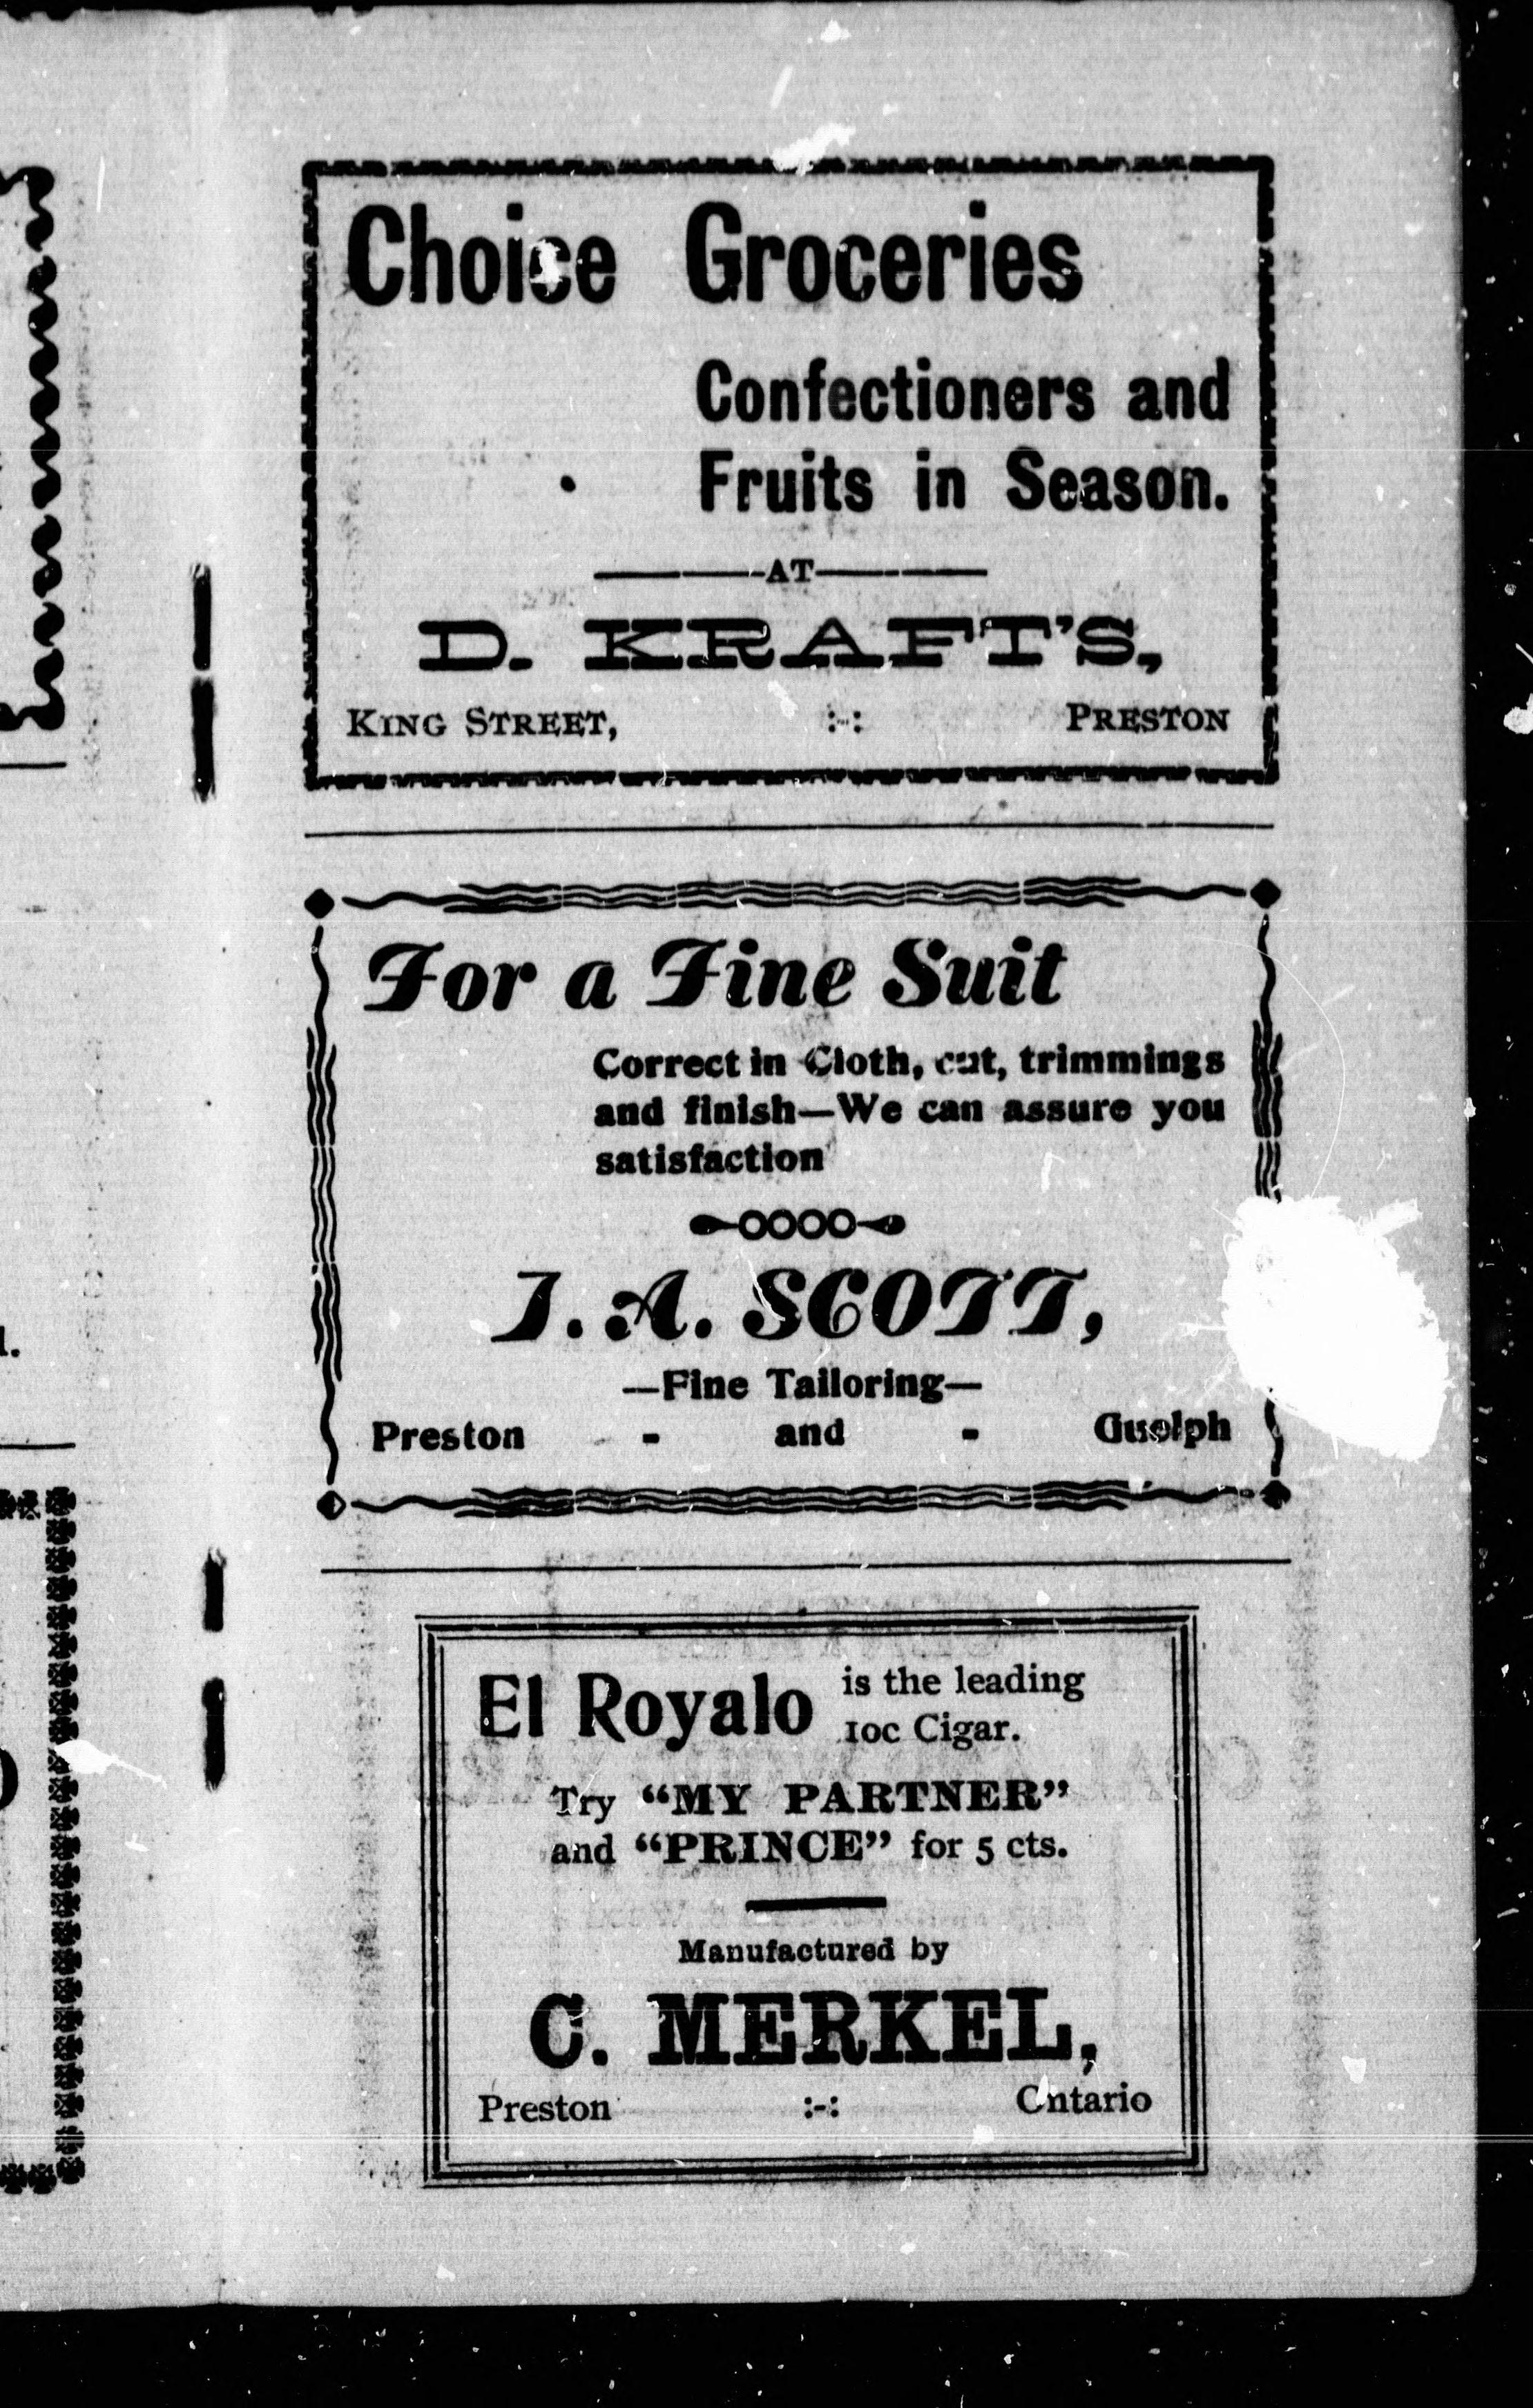 Choice Groceries
Confectioners and
Fruits in Season.
AT
D. KRAFT'S,
KING STREET, :-: PRESTON
For a Fine Suit
Correct in Cloth, cut, trimmings
and finish—We can assure you
satisfaction
J. A. SCOTT,
—Fine Tailoring—
Preston - and - Guelph
El Royalo is the leading
10c Cigar.
Try "MY PARTNER"
and "PRINCE" for 5 cts.
Manufactured by
C. MERKEL,
Preston :-: Ontario